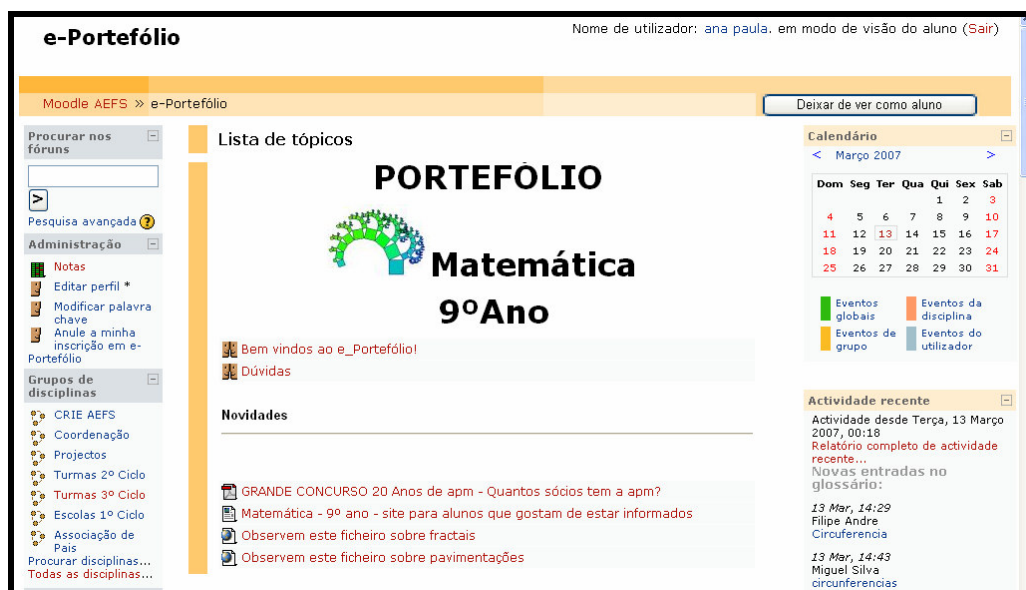 e-Portefólio
Nome de utilizador: ana paula. em modo de visão do aluno (Sair)
Moodle AEFS » e-Portefólio
Deixar de ver como aluno
Procurar nos
fóruns
>
Pesquisa avançada ?
Administração
Notas
Editar perfil *
Modificar palavra
chave
Anule a minha
inscrição em e-
Portefólio
Grupos de
disciplinas
CRIE AEFS
Coordenação
Projectos
Turmas 2º Ciclo
Turmas 3º Ciclo
Escolas 1º Ciclo
Associação de
Pais
Procurar disciplinas...
Todas as disciplinas...
Lista de tópicos
PORTEFÓLIO
Matemática
9ºAno
Bem vindos ao e_Portefólio!
Dúvidas
Novidades
GRANDE CONCURSO 20 Anos de apm - Quantos sócios tem a apm?
Matemática - 9º ano - site para alunos que gostam de estar informados
Observem este ficheiro sobre fractais
Observem este ficheiro sobre pavimentações
Calendário
< Março 2007 >
Dom Seg Ter Qua Qui Sex Sab
1 2 3
4 5 6 7 8 9 10
11 12 13 14 15 16 17
18 19 20 21 22 23 24
25 26 27 28 29 30 31
Eventos globais
Eventos da disciplina
Eventos de grupo
Eventos do utilizador
Actividade recente
Actividade desde Terça, 13 Março
2007, 00:18
Relatório completo de actividade
recente...
Novas entradas no
glossário:
13 Mar, 14:29
Filipe Andre
Circuferencia
13 Mar, 14:43
Miguel Silva
circunferencias